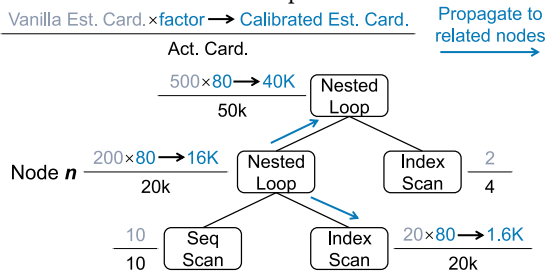 Vanilla Est. Card.×factor→Calibrated Est. Card.
Act. Card.
Propagate to
related nodes
500×80→40K
50k
Nested
Loop
Node n
200×80→16K
20k
Nested
Loop
Index
Scan
2
4
10
10
Seq
Scan
Index
Scan
20×80→1.6K
20k